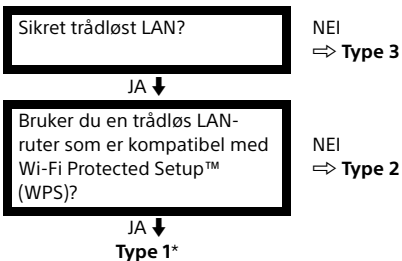 Sikret trådløst LAN?
NEI
⇨ Type 3
JA ⬇
Bruker du en trådløs LAN-
ruter som er kompatibel med
Wi-Fi Protected Setup™
(WPS)?
NEI
⇨ Type 2
JA ⬇
Type 1*